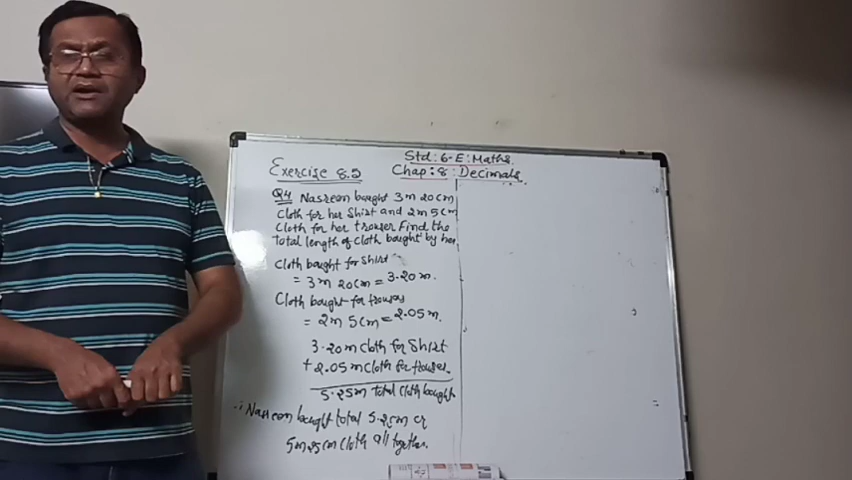 Std: 6-E: Maths.
Chap: 8: Decimals.
Exercise 8.5
Q4 Nasreen bought 3m 20cm
cloth for her shirt and 2m 5cm
cloth for her trouser. Find the
total length of cloth bought by her.
Cloth bought for shirt
= 3m 20cm = 3.20m.
Cloth bought for trouser
= 2m 5cm = 2.05m.
3.20m cloth for shirt
+ 2.05m cloth for trouser.
5.25m total cloth bought
∴ Nasreen bought total 5.25m or
5m 25cm cloth all together.